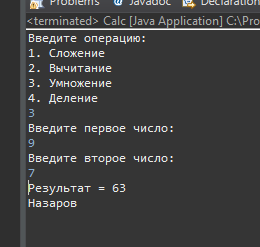 Problems Javadoc Declaration
<terminated> Calc [Java Application] C:\Pro
Введите операцию:
1. Сложение
2. Вычитание
3. Умножение
4. Деление
3
Введите первое число:
9
Введите второе число:
7
Результат = 63
Назаров